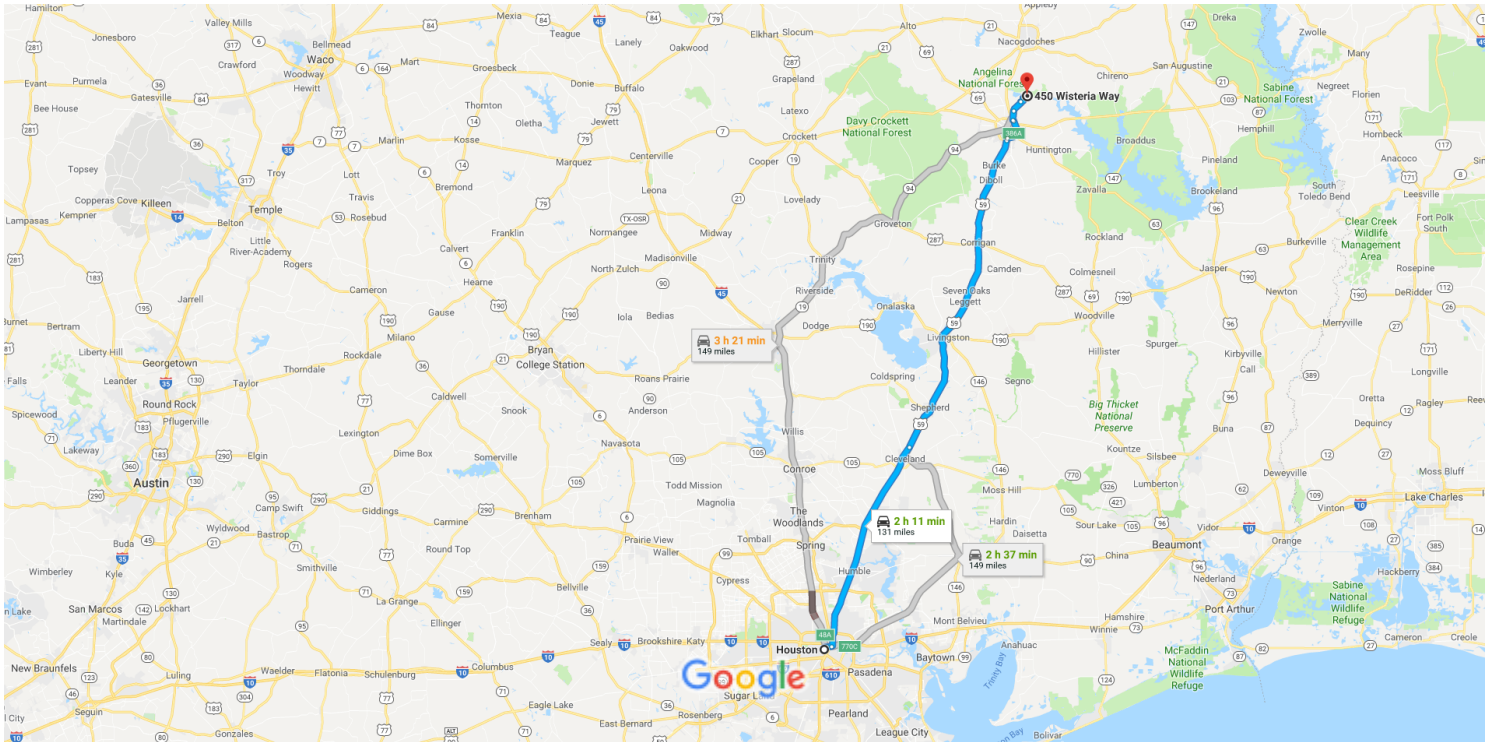 Hamilton
Mexia
Appleby
Zwolle
Jonesboro
Valley Mills
Bellmead
Teague
Lanely
Oakwood
Elkhart
Slocum
Alto
Nacogdoches
Dreka
Many
Waco
Crawford
Woodway
Hewitt
Mart
Groesbeck
Donie
Buffalo
Grapeland
Angelina
National Forest
Chireno
San Augustine
Evant
Purmela
Gatesville
Bee House
Thornton
Kosse
Jewett
Oletha
Latexo
450 Wisteria Way
Sabine
National Forest
Negreet
Florien
Hornbeck
Davy Crockett
National Forest
Hemphill
386A
Marlin
Crockett
Centerville
Cooper
Marquez
Lott
Troy
Travis
Bremond
Topsey
Burke
Diboll
Huntington
Broaddus
Pineland
Anacoco
Leesville
Zavalla
Brookeland
South
Toledo Bend
Copperas Cove
Killeen
Temple
Belton
Rosebud
Leona
Lovelady
Lampasas
Kempner
TX-OSR
Normangee
Midway
Groveton
Fort Polk
South
Clear Creek
Wildlife
Management
Area
Little
River-Academy
Rogers
Calvert
Franklin
Hearne
Madisonville
North Zulch
Trinity
Corrigan
Rockland
Burkeville
Camden
Colmesneil
Jasper
Newton
Rosepine
DeRidder
Jarrell
Cameron
Riverside
Onalaska
Seven Oaks
Leggett
Woodville
Burnet
Bertram
Gause
Iola
Bedias
Dodge
Livingston
Merryville
Milano
Liberty Hill
Georgetown
Rockdale
Bryan
College Station
3 h 21 min
149 miles
Spurger
Hillister
Kirbyville
Call
Longville
Leander
Taylor
Thorndale
Roans Prairie
Anderson
Coldspring
Segno
Round Rock
Pflugerville
Caldwell
Snook
Shepherd
Big Thicket
National
Preserve
Buna
Oretta
Ragley
Dequincy
Spicewood
Lakeway
Lexington
Navasota
Willis
Kountze
Silsbee
Elgin
Dime Box
Somerville
Conroe
Cleveland
Deweyville
Moss Bluff
Austin
Todd Mission
Magnolia
Moss Hill
Lumberton
Vinton
Lake Charles
Camp Swift
Giddings
Carmine
Brenham
The
Woodlands
2 h 11 min
131 miles
Hardin
Daisetta
Sour Lake
Vidor
Orange
Sulphur
Buda
Wyldwood
Bastrop
Round Top
Prairie View
Waller
Tomball
Spring
Beaumont
Kyle
Wimberley
Smithville
Bellville
Cypress
Humble
2 h 37 min
149 miles
China
Nederland
Port Arthur
Hackberry
Sabine
National
Wildlife
Refuge
San Marcos
Lockhart
Martindale
La Grange
Ellinger
Sealy
Brookshire
Katy
48A
770C
Mont Belvieu
Hamshire
Winnie
Cameron
Creole
New Braunfels
Luling
Waelder
Flatonia
Schulenburg
Columbus
Houston
Google
Pasadena
Baytown
Anahuac
Trinity Bay
McFaddin
National
Wildlife
Refuge
Seguin
Gonzales
Eagle Lake
East Bernard
Rosenberg
Sugar Land
Pearland
League City
Bolivar